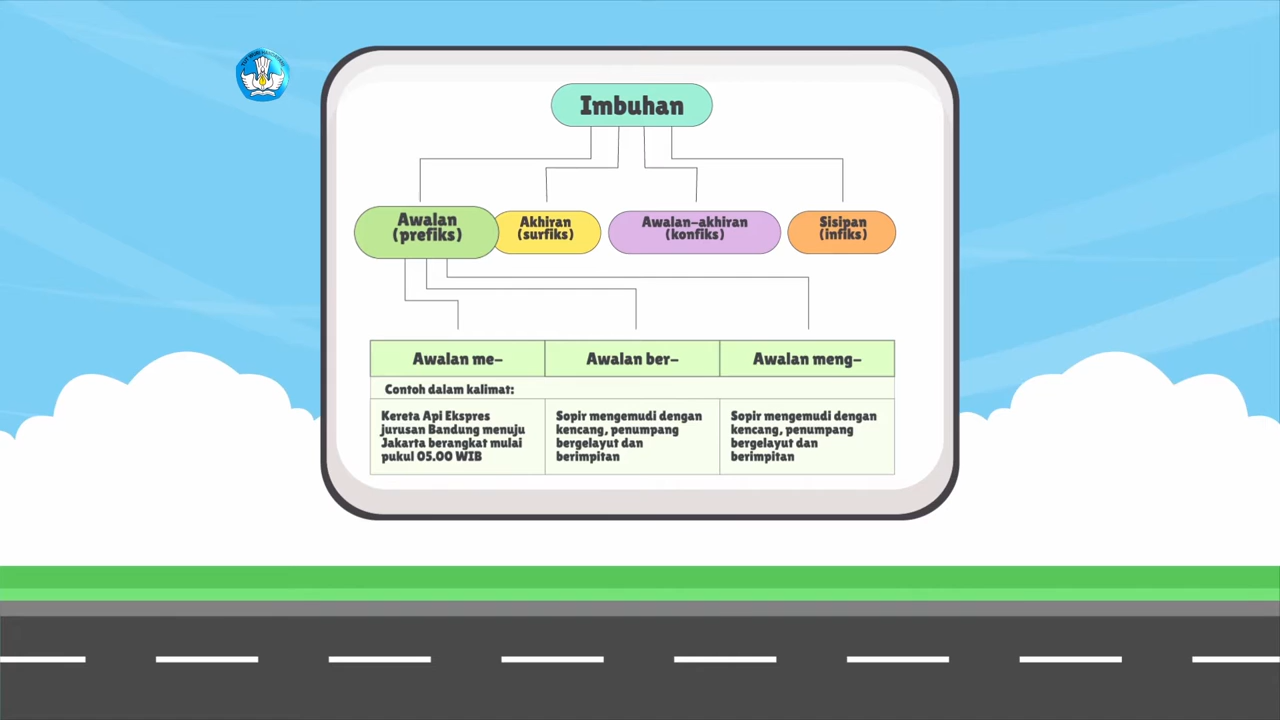 Imbuhan
Awalan
(prefiks)
Akhiran
(surfiks)
Awalan-akhiran
(konfiks)
Sisipan
(infiks)
Awalan me-
Awalan ber-
Awalan meng-
Contoh dalam kalimat:
Kereta Api Ekspres
jurusan Bandung menuju
Jakarta berangkat mulai
pukul 05.00 WIB
Sopir mengemudi dengan
kencang, penumpang
bergelayut dan
berimpitan
Sopir mengemudi dengan
kencang, penumpang
bergelayut dan
berimpitan